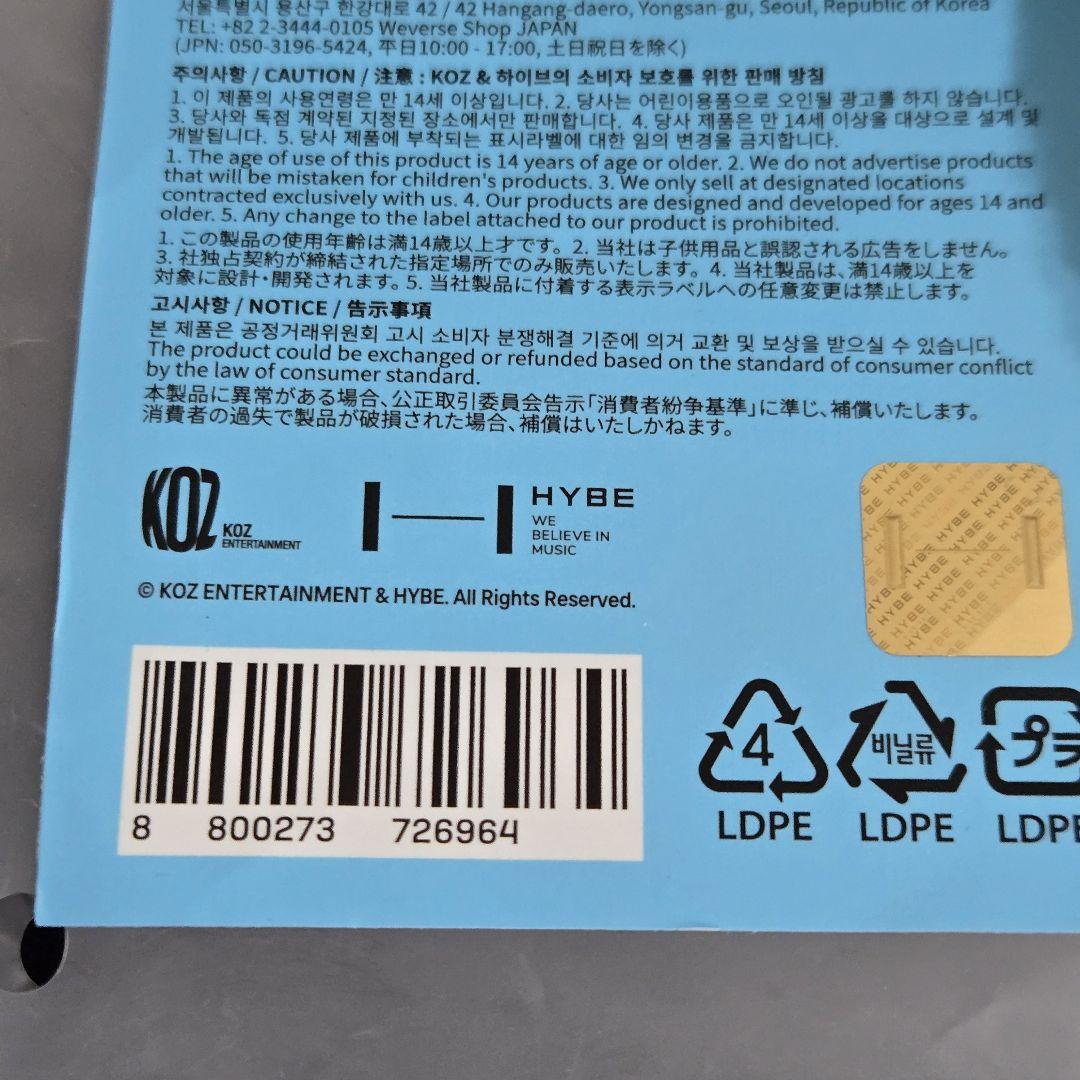 서울특별시 용산구 한강대로 42 / 42 Hangang-daero, Yongsan-gu, Seoul, Republic of Korea
TEL: +82 2-3444-0105 Weverse Shop JAPAN
(JPN: 050-3196-5424, 平日10:00 - 17:00, 土日祝日を除く)
주의사항 / CAUTION / 注意 : KOZ & 하이브의 소비자 보호를 위한 판매 방침
1. 이 제품의 사용연령은 만 14세 이상입니다. 2. 당사는 어린이용품으로 오인될 광고를 하지 않습니다.
3. 당사와 독점 계약된 지정된 장소에서만 판매합니다. 4. 당사 제품은 만 14세 이상을 대상으로 설계 및
개발됩니다. 5. 당사 제품에 부착되는 표시라벨에 대한 임의 변경을 금지합니다.
1. The age of use of this product is 14 years of age or older. 2. We do not advertise products
that will be mistaken for children's products. 3. We only sell at designated locations
contracted exclusively with us. 4. Our products are designed and developed for ages 14 and
older. 5. Any change to the label attached to our product is prohibited.
1. この製品の使用年齢は満14歳以上才です。 2. 当社は子供用品と誤認される広告をしません。
3. 社独占契約が締結された指定場所でのみ販売いたします。 4. 当社製品は、満14歳以上を
対象に設計・開発されます。 5. 当社製品に付着する表示ラベルへの任意変更は禁止します。
고시사항 / NOTICE / 告示事項
본 제품은 공정거래위원회 고시 소비자 분쟁해결 기준에 의거 교환 및 보상을 받으실 수 있습니다.
The product could be exchanged or refunded based on the standard of consumer conflict
by the law of consumer standard.
本製品に異常がある場合、公正取引委員会告示「消費者紛争基準」に準じ、補償いたします。
消費者の過失で製品が破損された場合、補償はいたしかねます。
KOZ KOZ
ENTERTAINMENT
HYBE
WE
BELIEVE IN
MUSIC
© KOZ ENTERTAINMENT & HYBE. All Rights Reserved.
8 800273 726964
4 비닐류 プラ
LDPE LDPE LDPE